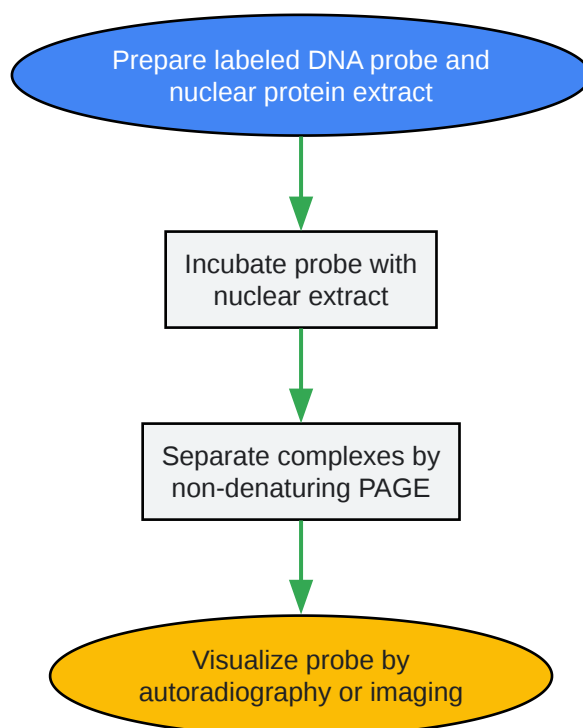 Prepare labeled DNA probe and
nuclear protein extract
Incubate probe with
nuclear extract
Separate complexes by
non-denaturing PAGE
Visualize probe by
autoradiography or imaging